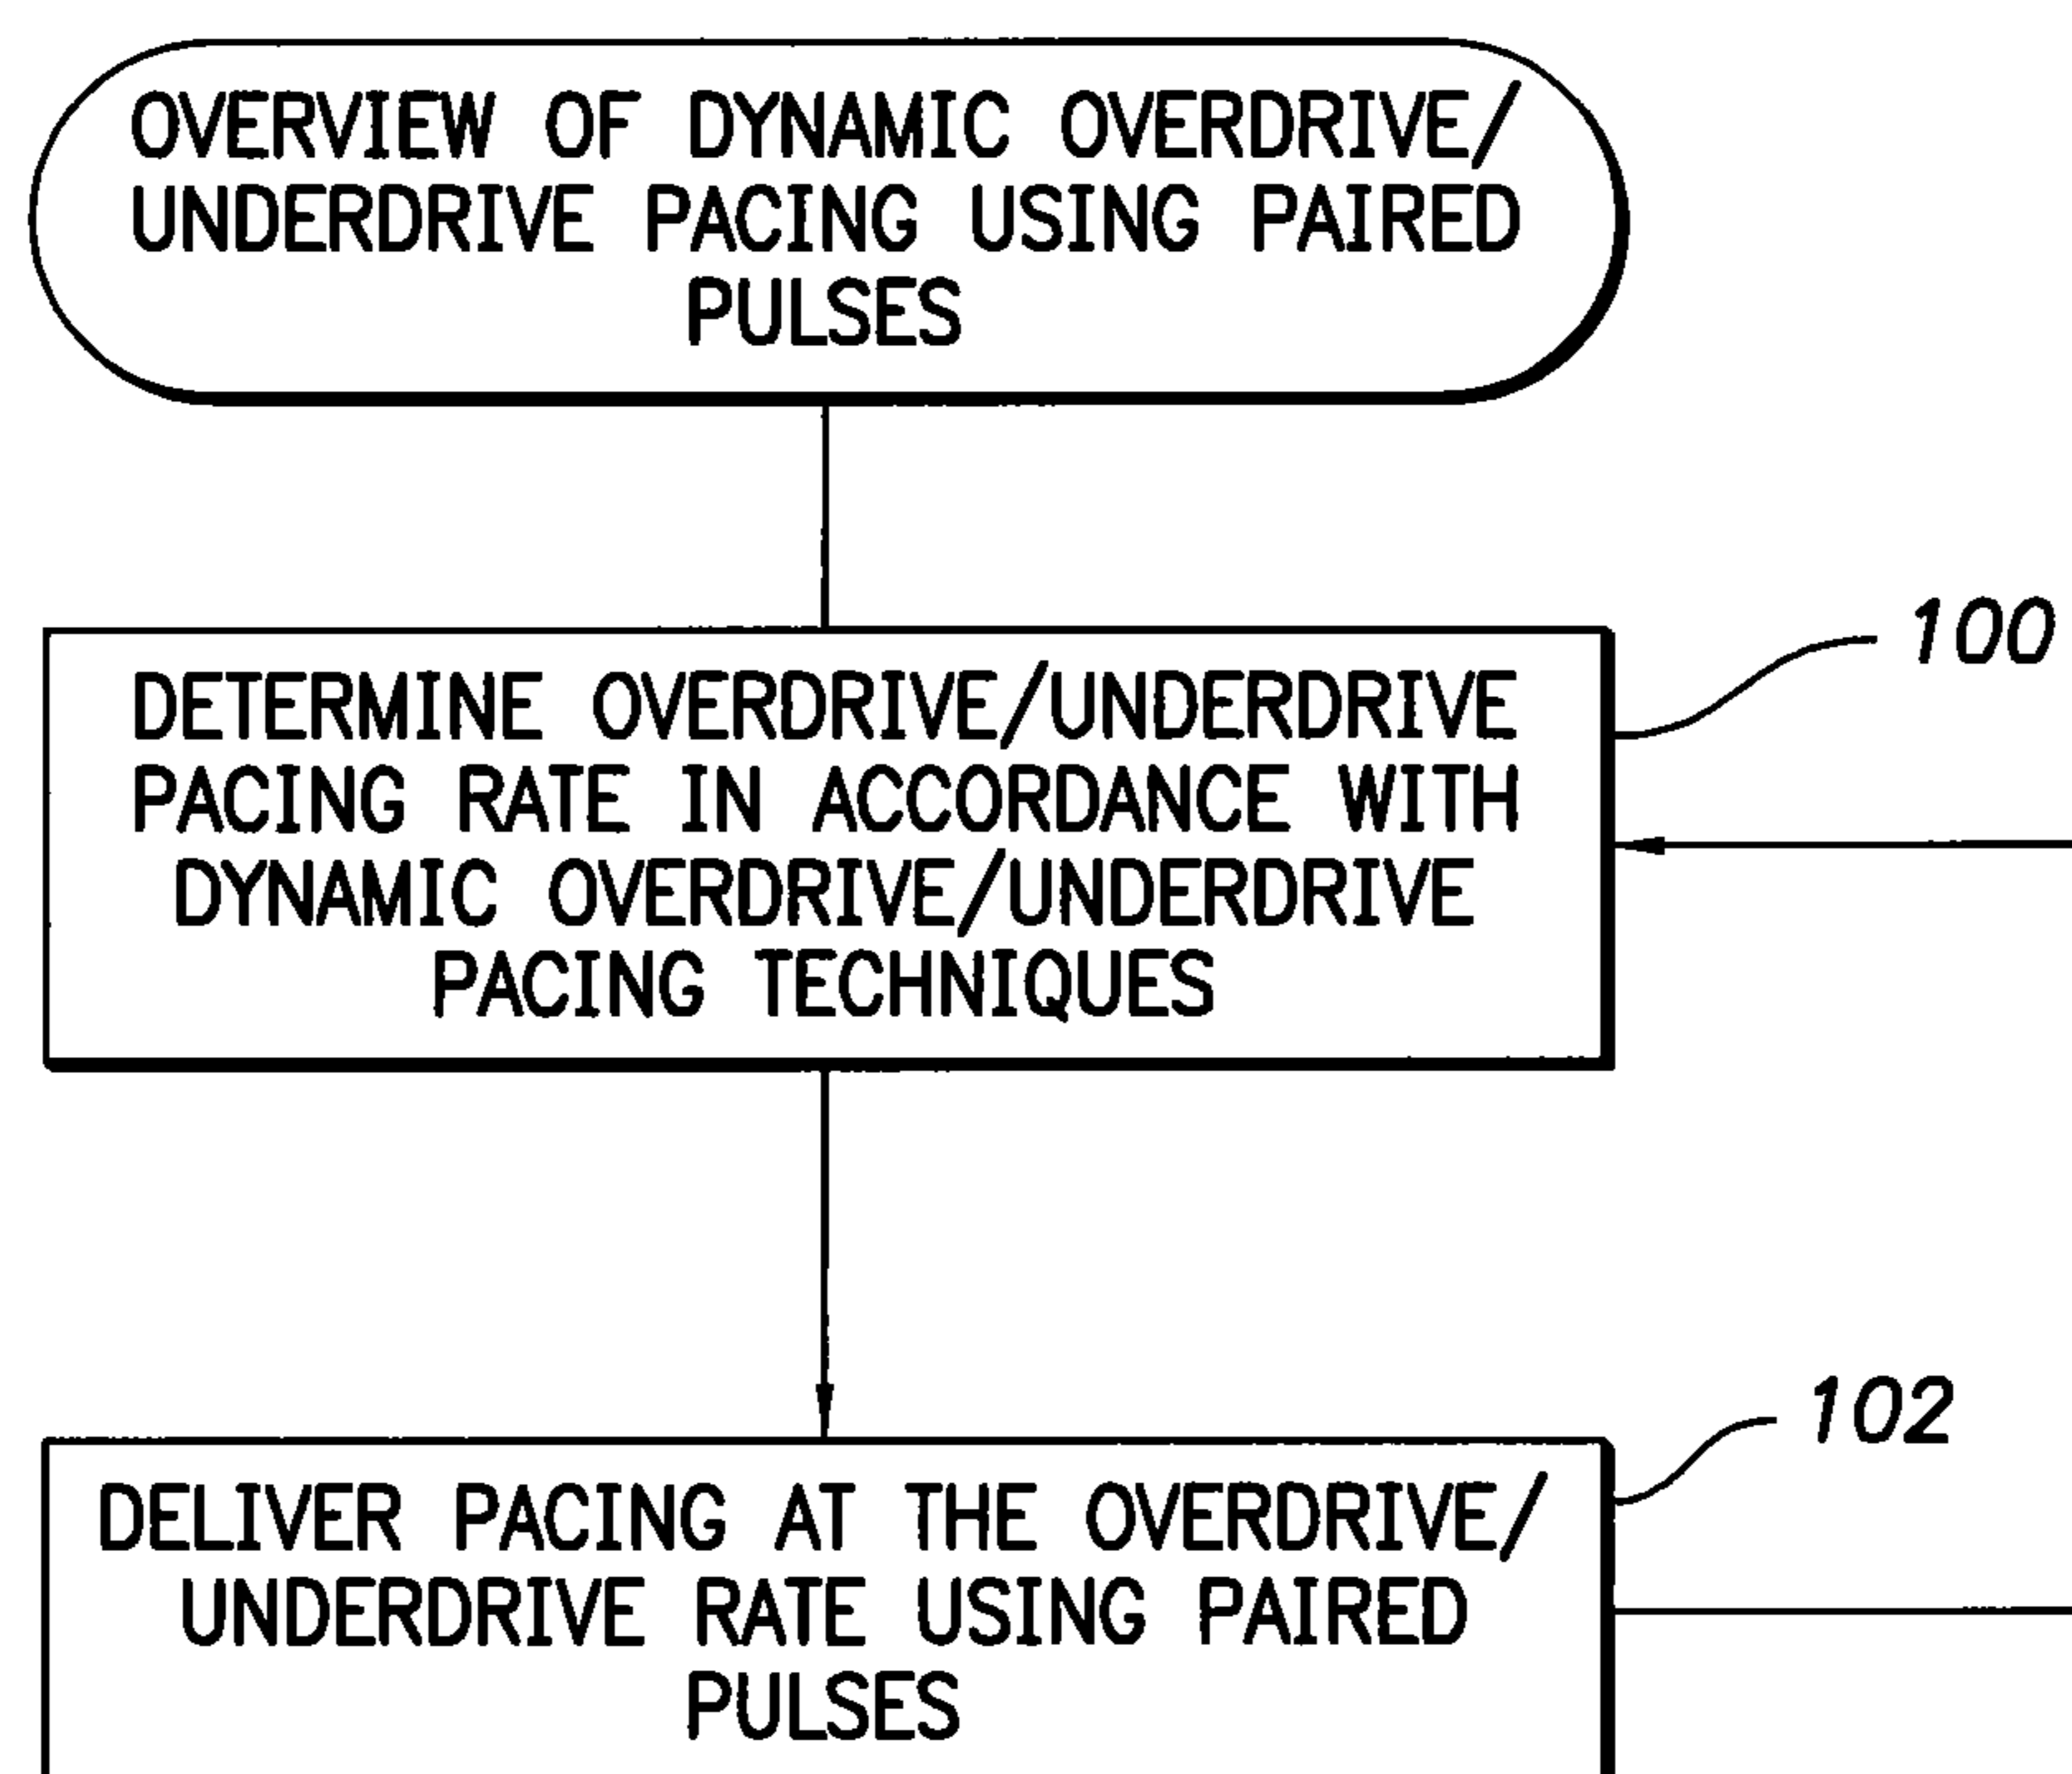 OVERVIEW OF DYNAMIC OVERDRIVE/
UNDERDRIVE PACING USING PAIRED
PULSES
100
DETERMINE OVERDRIVE/UNDERDRIVE
PACING RATE IN ACCORDANCE WITH
DYNAMIC OVERDRIVE/UNDERDRIVE
PACING TECHNIQUES
102
DELIVER PACING AT THE OVERDRIVE/
UNDERDRIVE RATE USING PAIRED
PULSES